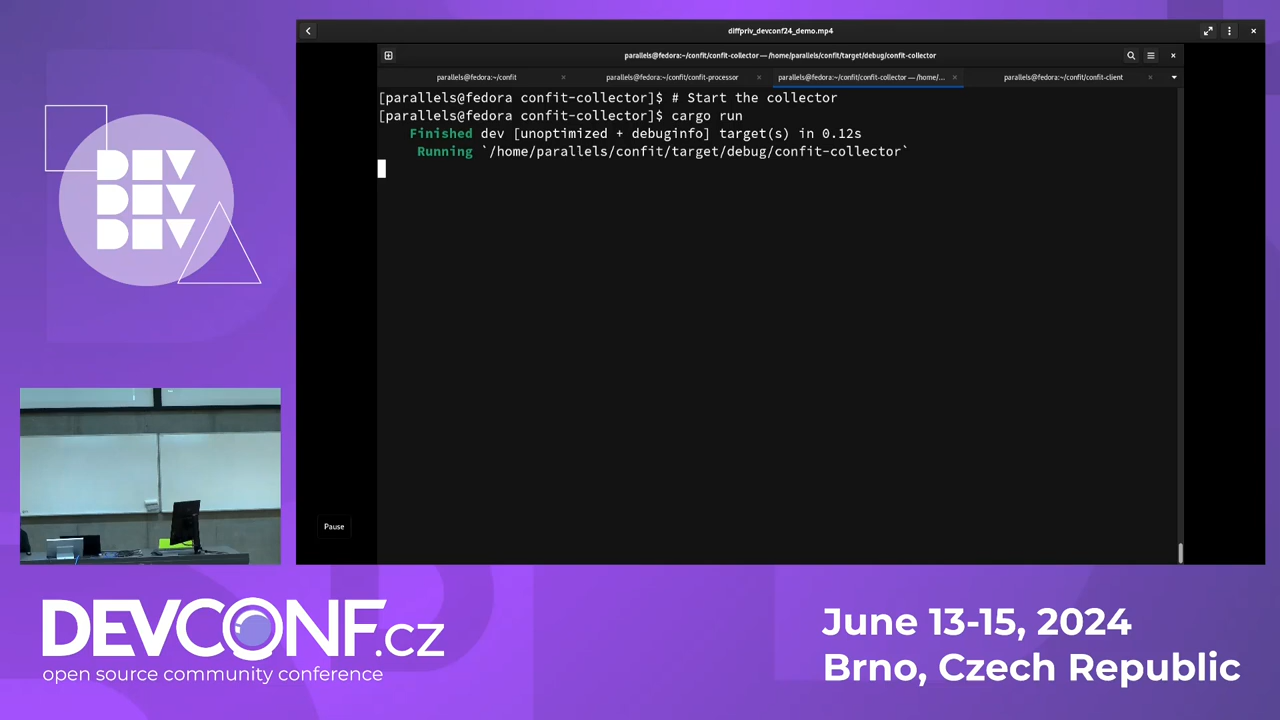 diffpriv_devconf24_demo.mp4
parallels@fedora:~/confit/confit-collector — /home/parallels/confit/target/debug/confit-collector
parallels@fedora:~/confit
parallels@fedora:~/confit/confit-processor
parallels@fedora:~/confit/confit-collector — /home/...
parallels@fedora:~/confit/confit-client
[parallels@fedora confit-collector]$ # Start the collector
[parallels@fedora confit-collector]$ cargo run
Finished dev [unoptimized + debuginfo] target(s) in 0.12s
Running `/home/parallels/confit/target/debug/confit-collector`
Pause
DEV
DEV
DEV
DEVCONF.cz
open source community conference
June 13-15, 2024
Brno, Czech Republic